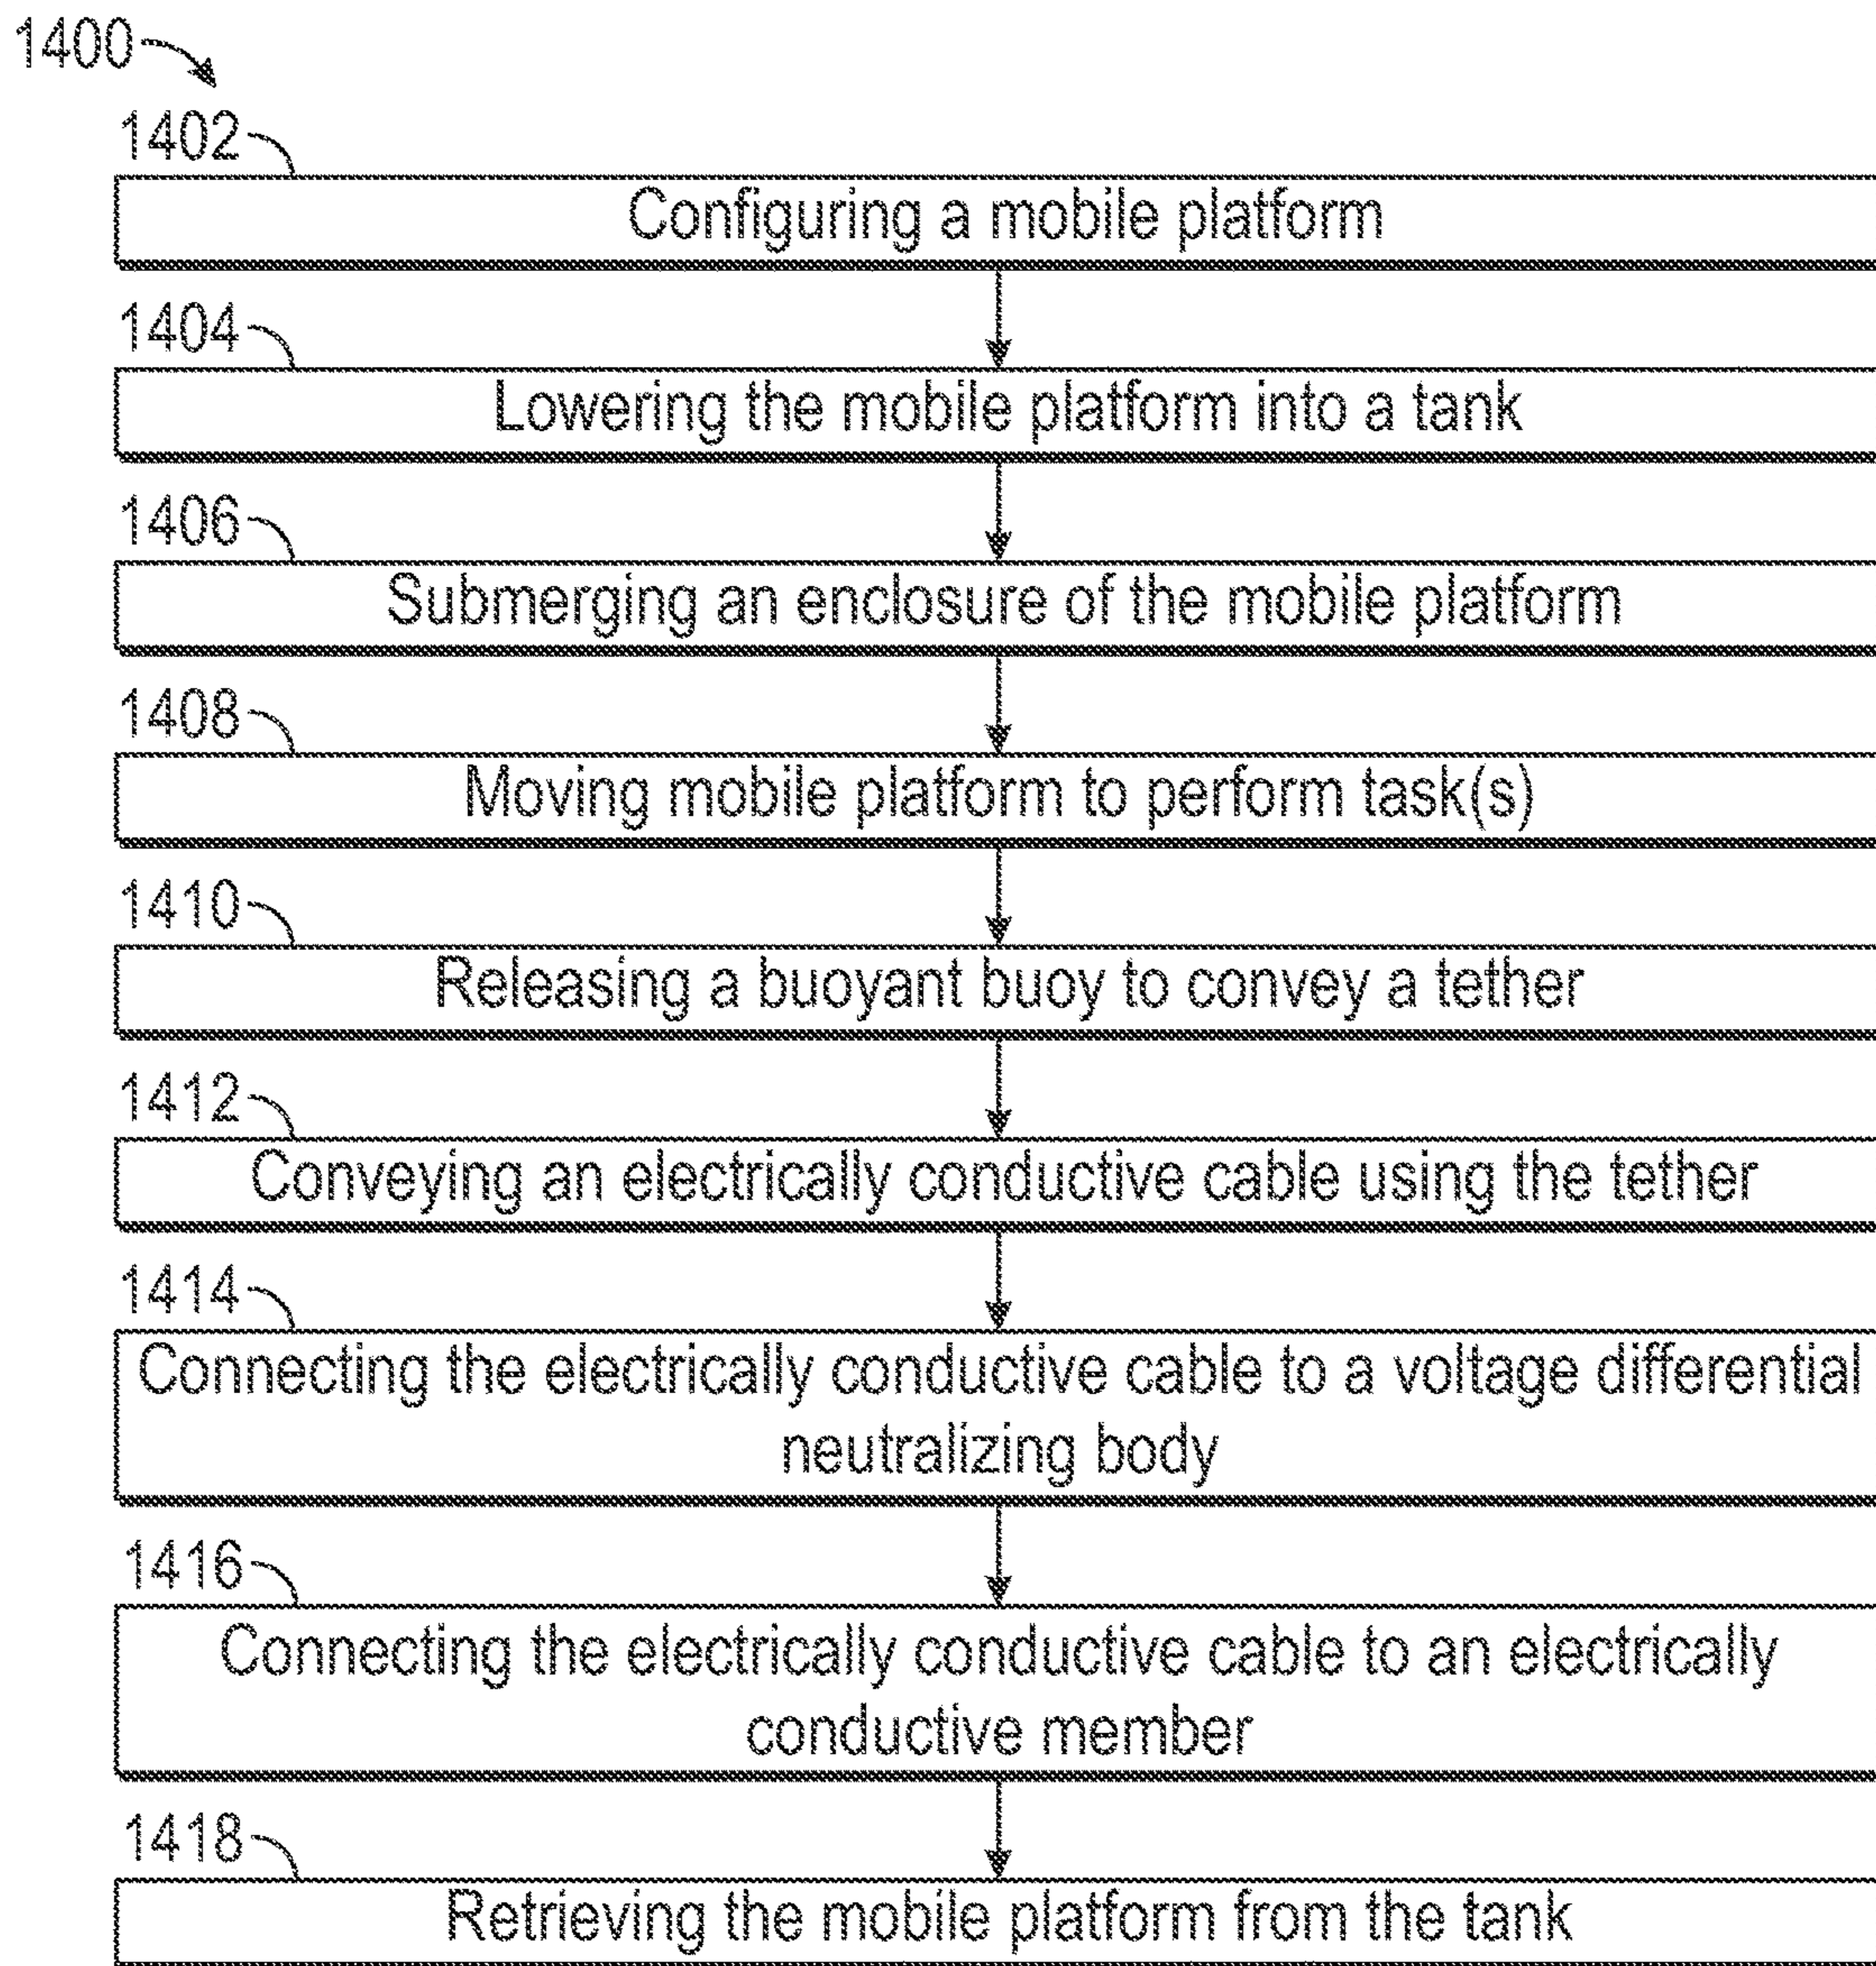 1400
1402
Configuring a mobile platform
1404
Lowering the mobile platform into a tank
1406
Submerging an enclosure of the mobile platform
1408
Moving mobile platform to perform task(s)
1410
Releasing a buoyant buoy to convey a tether
1412
Conveying an electrically conductive cable using the tether
1414
Connecting the electrically conductive cable to a voltage differential
neutralizing body
1416
Connecting the electrically conductive cable to an electrically
conductive member
1418
Retrieving the mobile platform from the tank